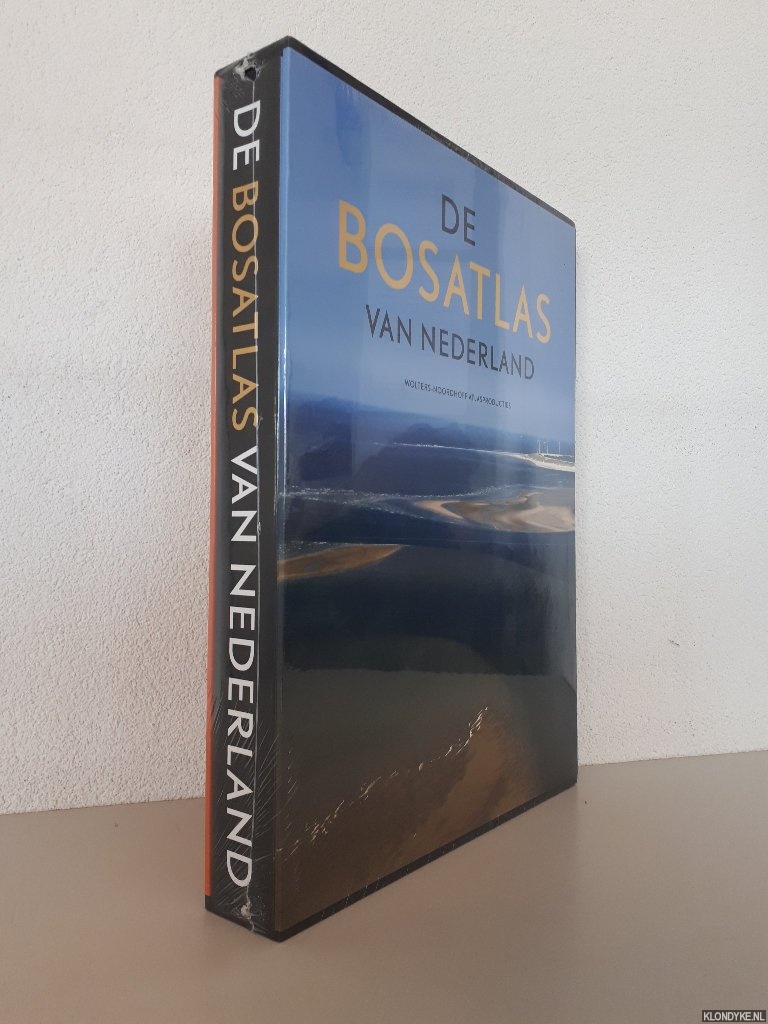 DE BOSATLAS VAN NEDERLAND
DE
BOSATLAS
VAN NEDERLAND
WOLTERS-NOORDHOFF ATLASPRODUCTIES
KLONDYKE.NL